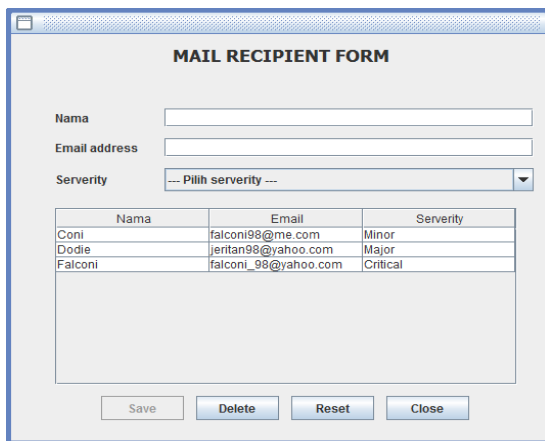 MAIL RECIPIENT FORM
Nama
Email address
Serverity --- Pilih serverity ---
Nama Email Serverity
Coni falconi98@me.com Minor
Dodie jeritan98@yahoo.com Major
Falconi falconi_98@yahoo.com Critical
Save Delete Reset Close